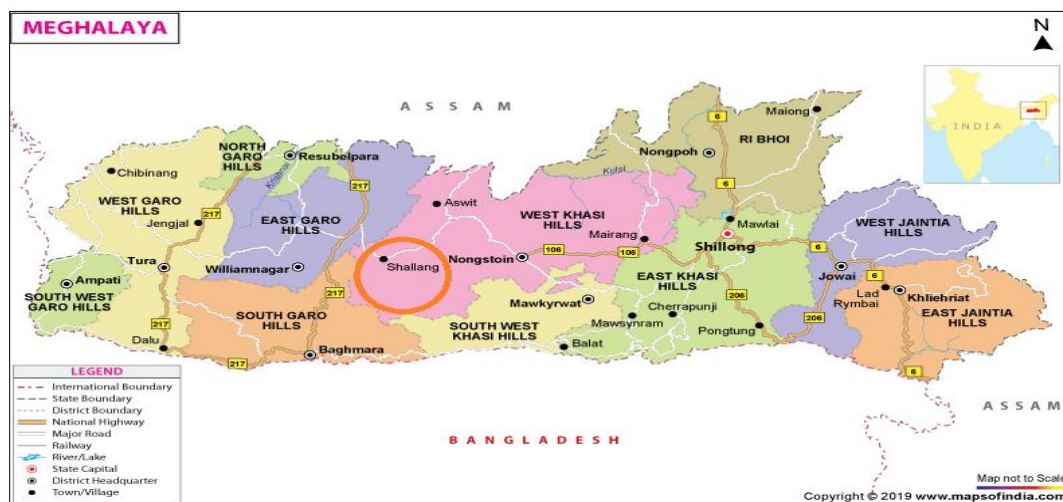 MEGHALAYA
N
ASSAM
INDIA
Maiong
6
RI BHOI
NORTH
GARO
HILLS
Resubelpara
Krishnai
Nongpoh
Kulsi
Chibinang
217
WEST GARO
HILLS
217
Aswit
6
EAST GARO
HILLS
WEST KHASI
HILLS
Mawlai
WEST JAINTIA
HILLS
Jengjal
Mairang
Shillong
106
106
6
Tura
Williamnagar
Shallang
Nongstoin
Jowai
6
Ampati
SOUTH WEST
GARO HILLS
EAST KHASI
HILLS
Lad
Rymbai
Khliehriat
217
206
Mawkyrwat
Cherrapunji
SOUTH GARO
HILLS
Mawsynram
EAST JAINTIA
HILLS
217
SOUTH WEST
KHASI HILLS
Pongtung
206
Dalu
Baghmara
Balat
217
6
LEGEND
International Boundary
State Boundary
District Boundary
National Highway
Major Road
Railway
River/Lake
State Capital
District Headquarter
Town/Village
ASSAM
BANGLADESH
Map not to Scale
Copyright © 2019 www.mapsofindia.com